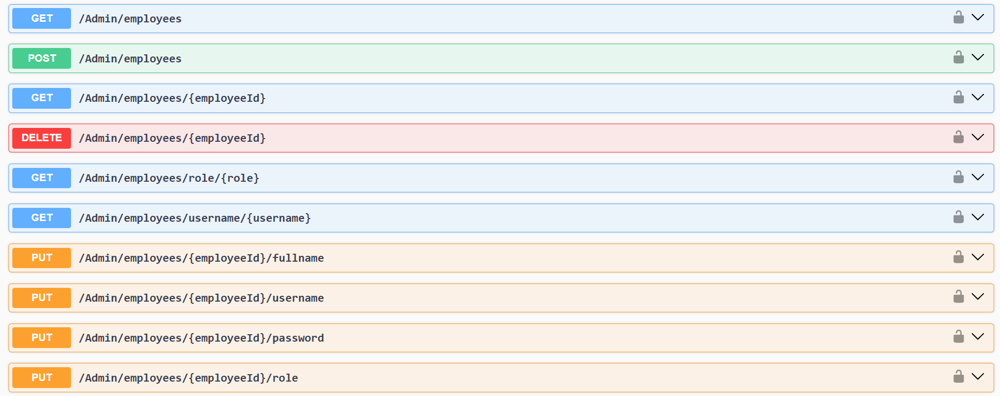 GET /Admin/employees
POST /Admin/employees
GET /Admin/employees/{employeeId}
DELETE /Admin/employees/{employeeId}
GET /Admin/employees/role/{role}
GET /Admin/employees/username/{username}
PUT /Admin/employees/{employeeId}/fullname
PUT /Admin/employees/{employeeId}/username
PUT /Admin/employees/{employeeId}/password
PUT /Admin/employees/{employeeId}/role